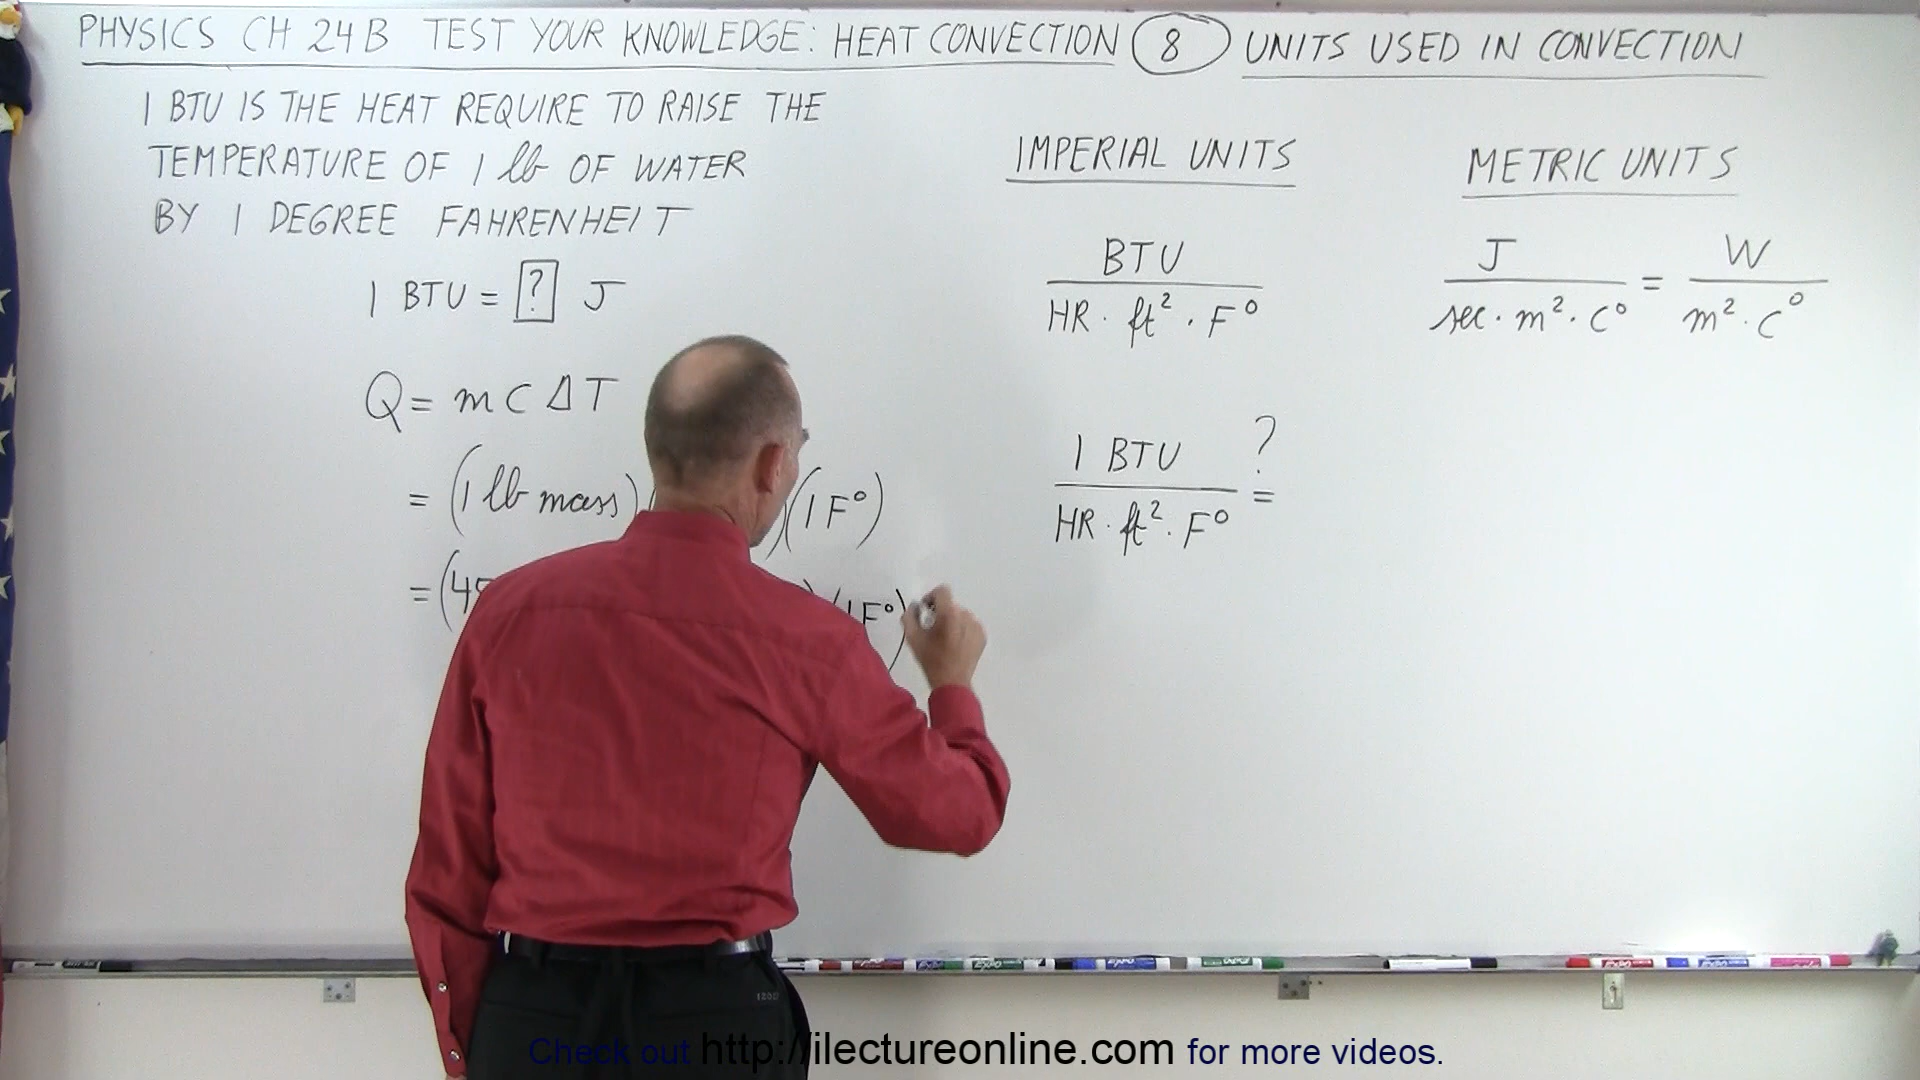 PHYSICS CH 24B TEST YOUR KNOWLEDGE: HEAT CONVECTION 8 UNITS USED IN CONVECTION
1 BTU IS THE HEAT REQUIRE TO RAISE THE
TEMPERATURE OF 1 lb OF WATER
BY 1 DEGREE FAHRENHEIT
1 BTU = ? J
Q = m C ΔT
= (1 lb mass) ( ) (1F°)
= (45 ) (1F°)
IMPERIAL UNITS
BTU
HR · ft² · F°
1 BTU ?
=
HR · ft² · F°
METRIC UNITS
J = W
sec · m² · C° m² · C°
Check out http://ilectureonline.com for more videos.